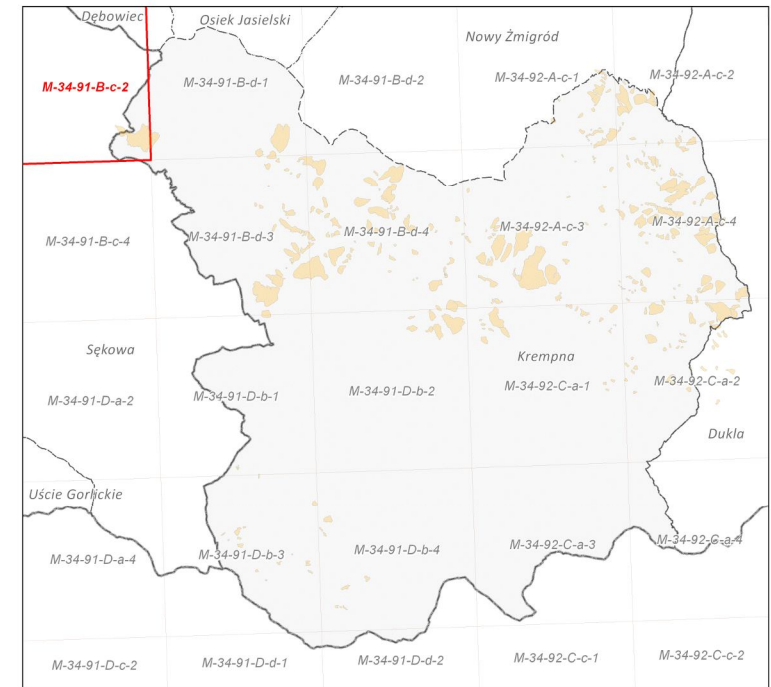 Dębowiec
Osiek Jasielski
Nowy Żmigród
M-34-91-B-c-2
M-34-91-B-d-1
M-34-91-B-d-2
M-34-92-A-c-1
M-34-92-A-c-2
M-34-91-B-c-4
M-34-91-B-d-3
M-34-91-B-d-4
M-34-92-A-c-3
M-34-92-A-c-4
Sękowa
Krempna
M-34-91-D-a-2
M-34-91-D-b-1
M-34-91-D-b-2
M-34-92-C-a-1
M-34-92-C-a-2
Dukla
Uście Gorlickie
M-34-91-D-a-4
M-34-91-D-b-3
M-34-91-D-b-4
M-34-92-C-a-3
M-34-92-C-a-4
M-34-91-D-c-2
M-34-91-D-d-1
M-34-91-D-d-2
M-34-92-C-c-1
M-34-92-C-c-2